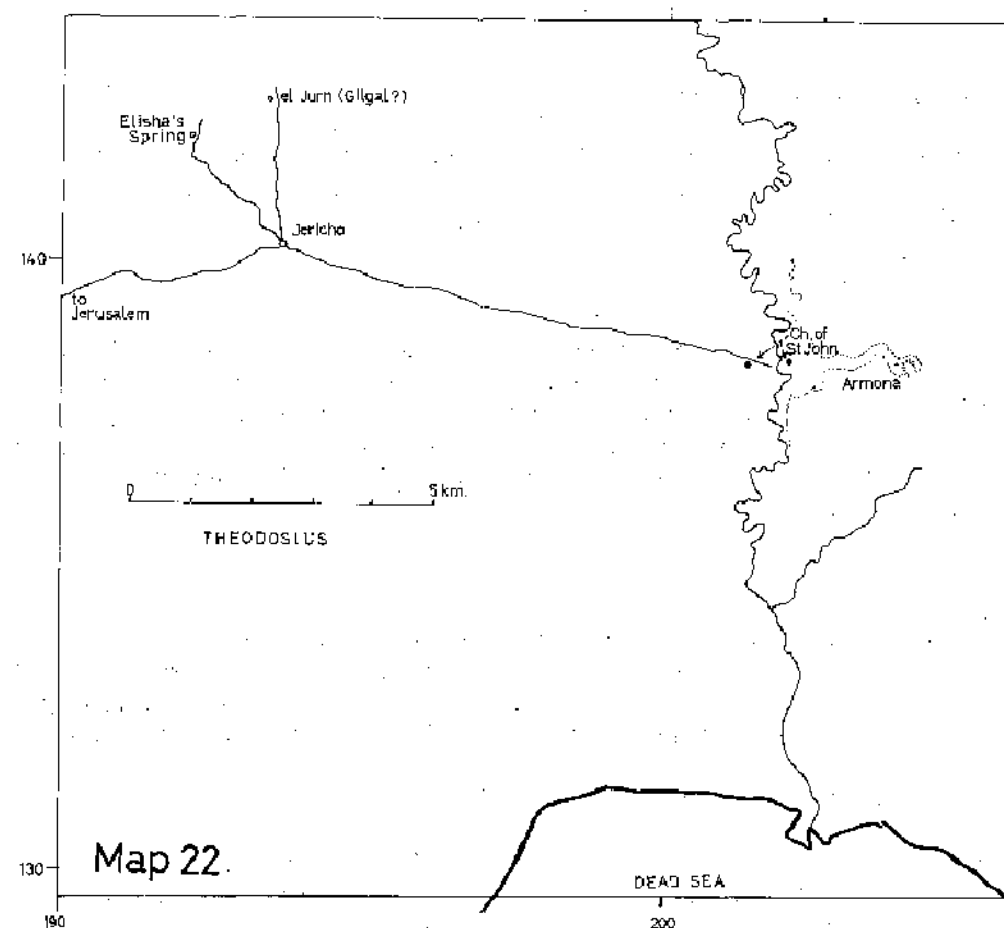 el Jurn (Gilgal?)
Elisha's
Spring
Jericho
140
to
Jerusalem
Ch. of
St John
Armona
0 5 km.
THEODOSIUS
Map 22.
130
DEAD SEA
190 200